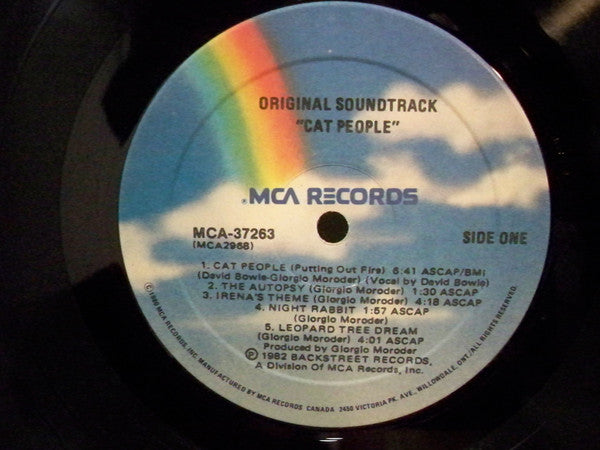 ORIGINAL SOUNDTRACK
"CAT PEOPLE"
MCA RECORDS
MCA-37263
(MCA2968)
SIDE ONE
1. CAT PEOPLE (Putting Out Fire) 6:41 ASCAP/BMI
(David Bowie-Giorgio Moroder) (Vocal by David Bowie)
2. THE AUTOPSY (Giorgio Moroder) 1:30 ASCAP
3. IRENA'S THEME (Giorgio Moroder) 4:18 ASCAP
4. NIGHT RABBIT 1:57 ASCAP
(Giorgio Moroder)
5. LEOPARD TREE DREAM
(Giorgio Moroder) 4:01 ASCAP
Produced by Giorgio Moroder
℗ 1982 BACKSTREET RECORDS,
A Division Of MCA Records, Inc.
©1980 MCA RECORDS, INC. MANUFACTURED BY MCA RECORDS CANADA 2450 VICTORIA PK. AVE., WILLOWDALE, ONT./ALL RIGHTS RESERVED.